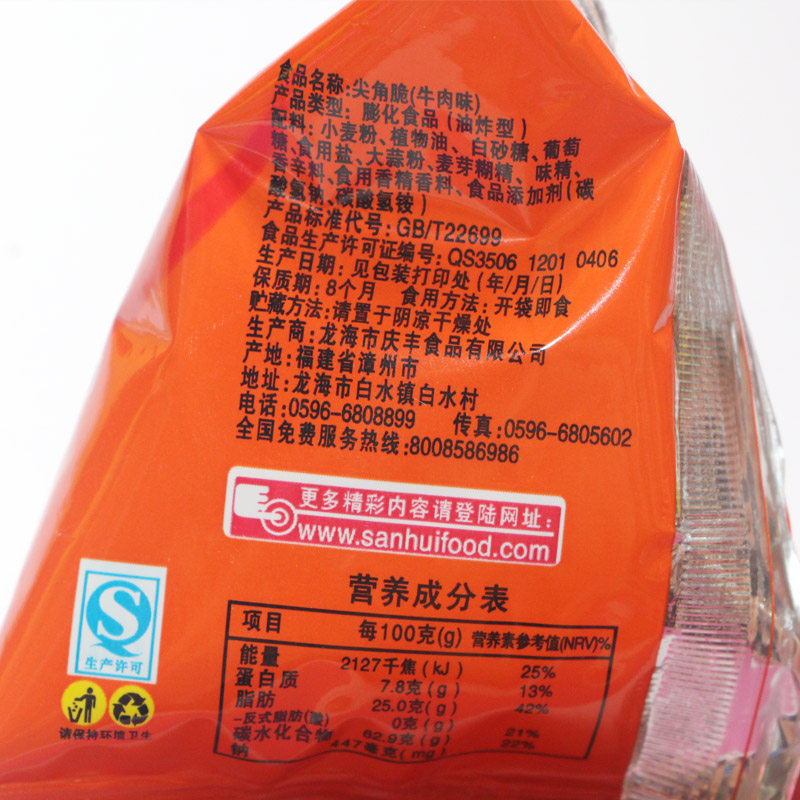 食品名称:尖角脆(牛肉味)
产品类型: 膨化食品(油炸型)
配料: 小麦粉、植物油、白砂糖、葡萄
糖、食用盐、大蒜粉、麦芽糊精、味精、
香辛料、食用香精香料、食品添加剂(碳
酸氢钠、碳酸氢铵)
产品标准代号: GB/T22699
食品生产许可证编号: QS3506 1201 0406
生产日期: 见包装打印处(年/月/日)
保质期: 8个月 食用方法: 开袋即食
贮藏方法:请置于阴凉干燥处
生产商: 龙海市庆丰食品有限公司
产地: 福建省漳州市
地址: 龙海市白水镇白水村
电话:0596-6808899 传真:0596-6805602
全国免费服务热线:8008586986
更多精彩内容请登陆网址:
www.sanhuifood.com
营养成分表
项目 每100克(g) 营养素参考值(NRV)%
能量 2127千焦(kJ) 25%
蛋白质 7.8克(g) 13%
脂肪 25.0克(g) 42%
-反式脂肪(酸) 0克(g)
碳水化合物 62.9克(g) 21%
钠 447毫克(mg) 22%
S
生产许可
请保持环境卫生